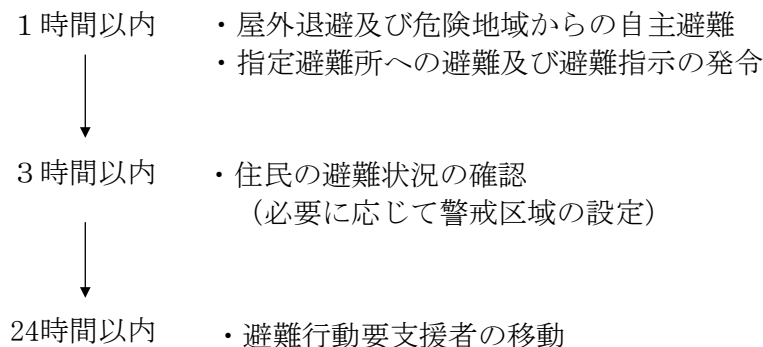 １時間以内　・屋外退避及び危険地域からの自主避難
・指定避難所への避難及び避難指示の発令
３時間以内　・住民の避難状況の確認
（必要に応じて警戒区域の設定）
24時間以内　・避難行動要支援者の移動